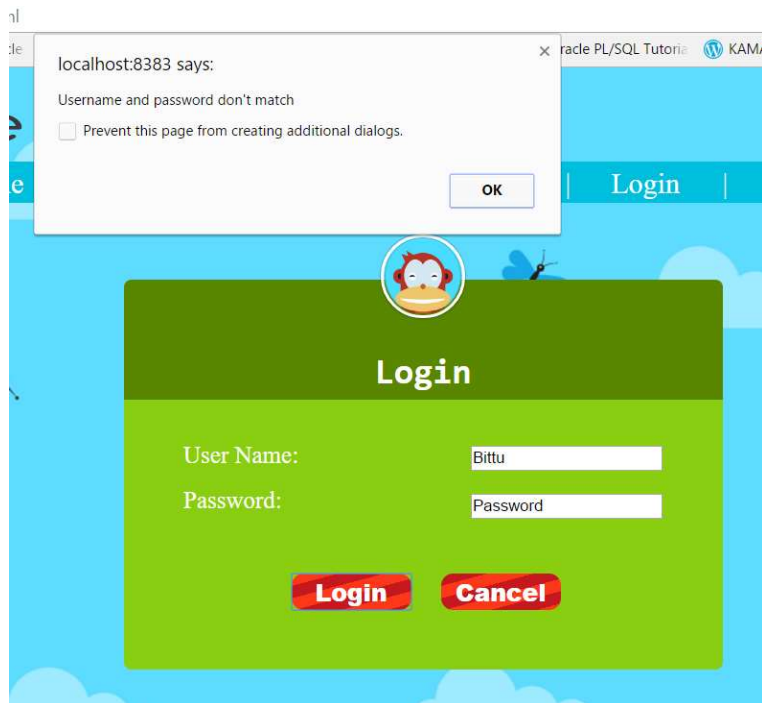 localhost:8383 says:
Username and password don't match
Prevent this page from creating additional dialogs.
OK
racle PL/SQL Tutoria
| Login |
Login
User Name: Bittu
Password: Password
Login Cancel